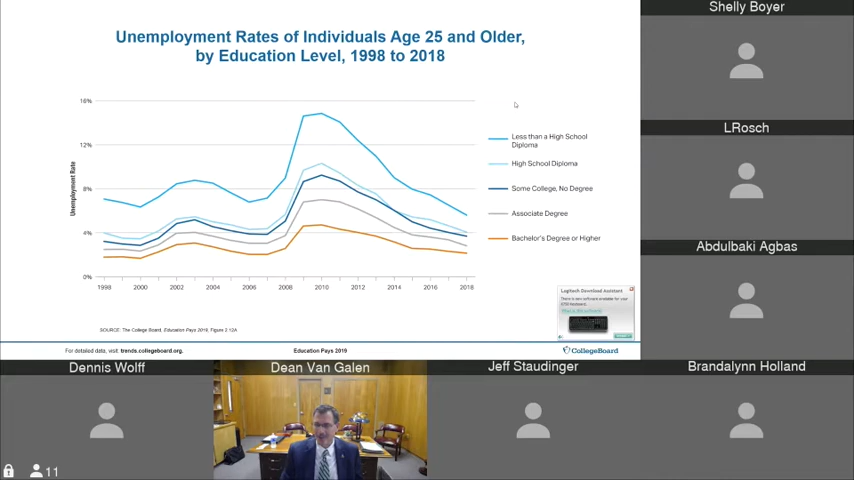 Unemployment Rates of Individuals Age 25 and Older,
by Education Level, 1998 to 2018
16%
12%
8%
4%
0%
Unemployment Rate
1998 2000 2002 2004 2006 2008 2010 2012 2014 2016 2018
Less than a High School
Diploma
High School Diploma
Some College, No Degree
Associate Degree
Bachelor's Degree or Higher
SOURCE: The College Board, Education Pays 2019, Figure 2.12A
Logitech Download Assistant
For detailed data, visit: trends.collegeboard.org.
Education Pays 2019
CollegeBoard
Shelly Boyer
LRosch
Abdulbaki Agbas
Dennis Wolff
Dean Van Galen
Jeff Staudinger
Brandalynn Holland
11